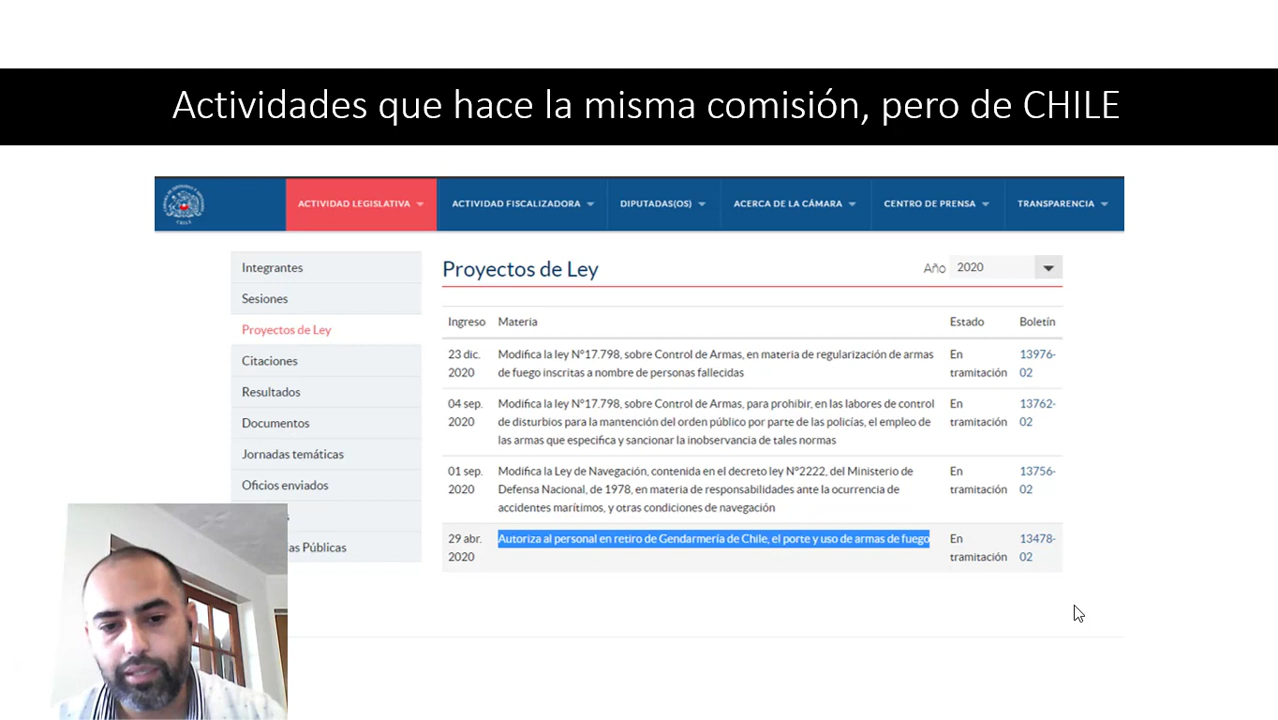 Actividades que hace la misma comisión, pero de CHILE
ACTIVIDAD LEGISLATIVA
ACTIVIDAD FISCALIZADORA
DIPUTADAS(OS)
ACERCA DE LA CÁMARA
CENTRO DE PRENSA
TRANSPARENCIA
Integrantes
Sesiones
Proyectos de Ley
Citaciones
Resultados
Documentos
Jornadas temáticas
Oficios enviados
as Públicas
Proyectos de Ley
Año 2020
Ingreso Materia Estado Boletín
23 dic. Modifica la ley N°17.798, sobre Control de Armas, en materia de regularización de armas En 13976-
2020 de fuego inscritas a nombre de personas fallecidas tramitación 02
04 sep. Modifica la ley N°17.798, sobre Control de Armas, para prohibir, en las labores de control En 13762-
2020 de disturbios para la mantención del orden público por parte de las policías, el empleo de tramitación 02
las armas que especifica y sancionar la inobservancia de tales normas
01 sep. Modifica la Ley de Navegación, contenida en el decreto ley N°2222, del Ministerio de En 13756-
2020 Defensa Nacional, de 1978, en materia de responsabilidades ante la ocurrencia de tramitación 02
accidentes marítimos, y otras condiciones de navegación
29 abr. Autoriza al personal en retiro de Gendarmería de Chile, el porte y uso de armas de fuego En 13478-
2020 tramitación 02